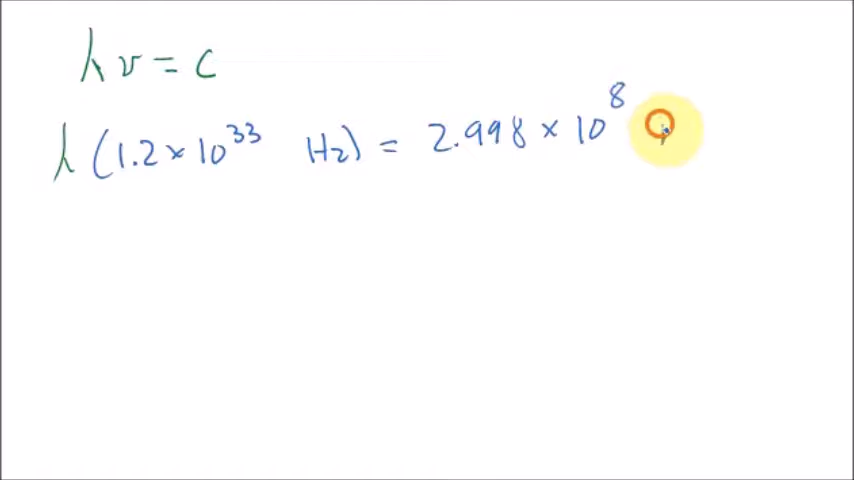 λν = c
λ (1.2 × 10³³ Hz) = 2.998 × 10⁸